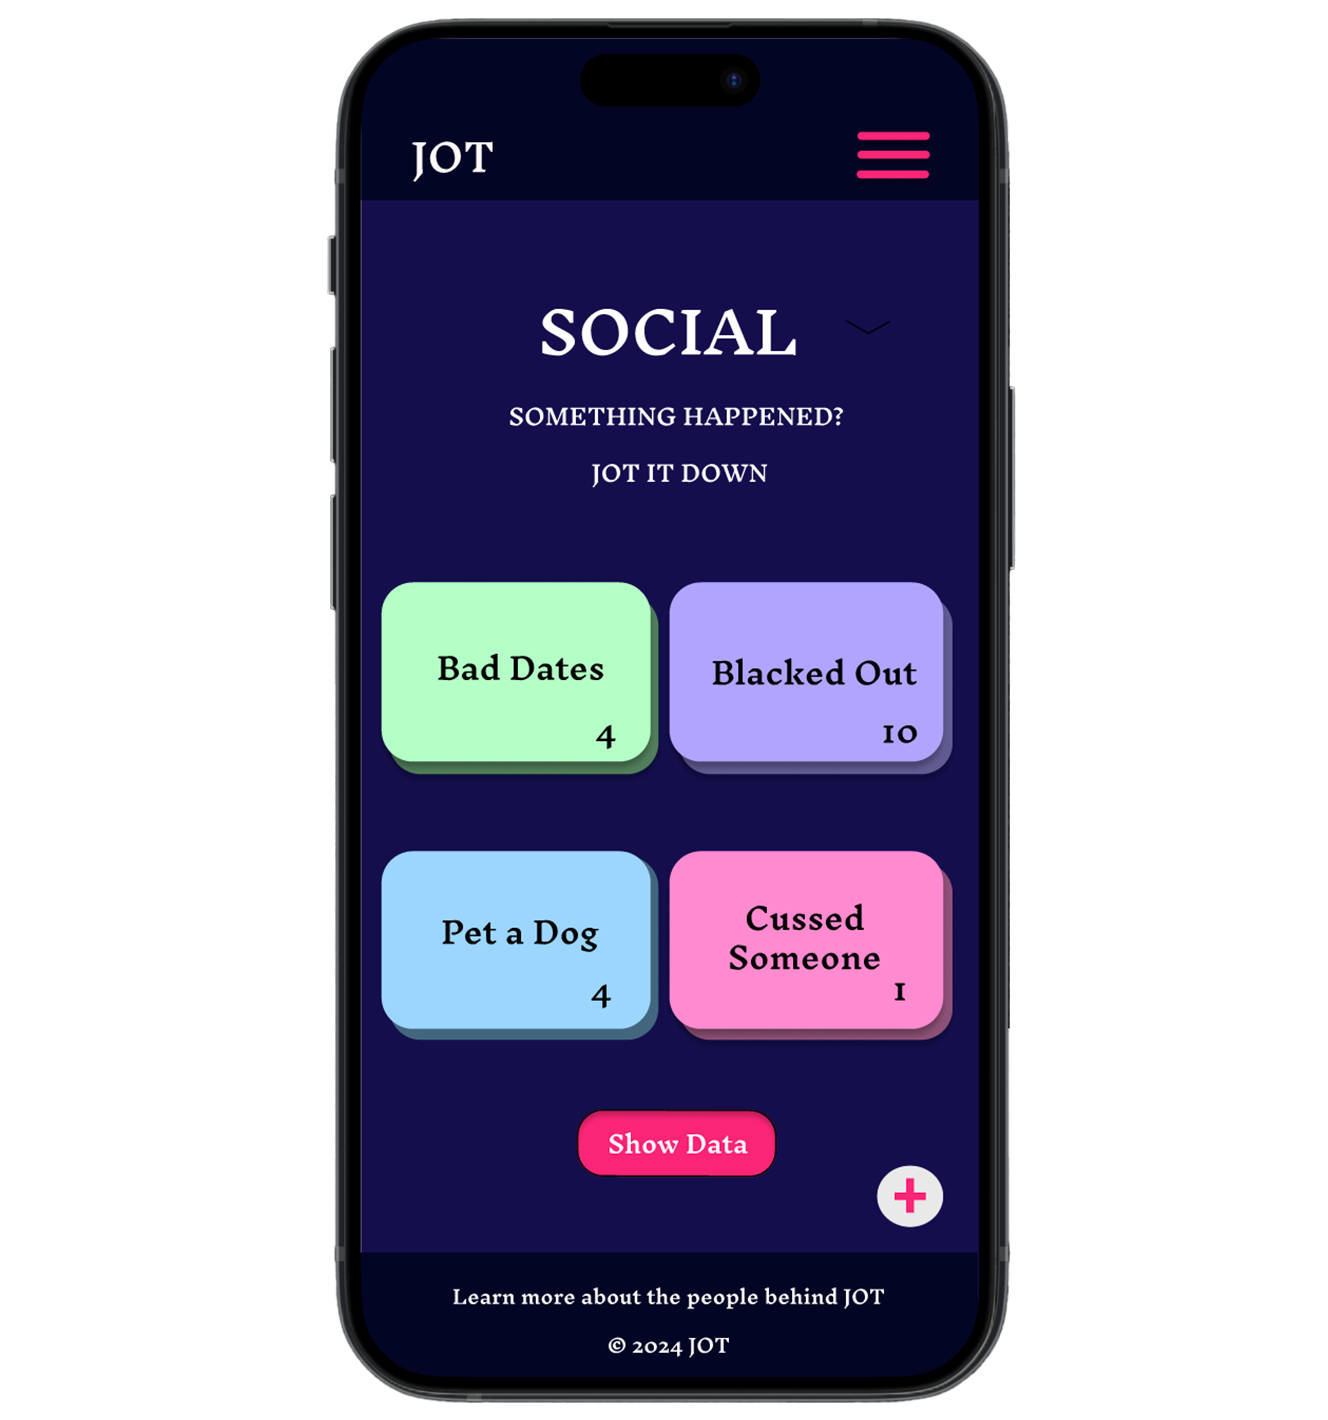 JOT
SOCIAL
SOMETHING HAPPENED?
JOT IT DOWN
Bad Dates
4
Blacked Out
10
Pet a Dog
4
Cussed
Someone
1
Show Data
Learn more about the people behind JOT
© 2024 JOT